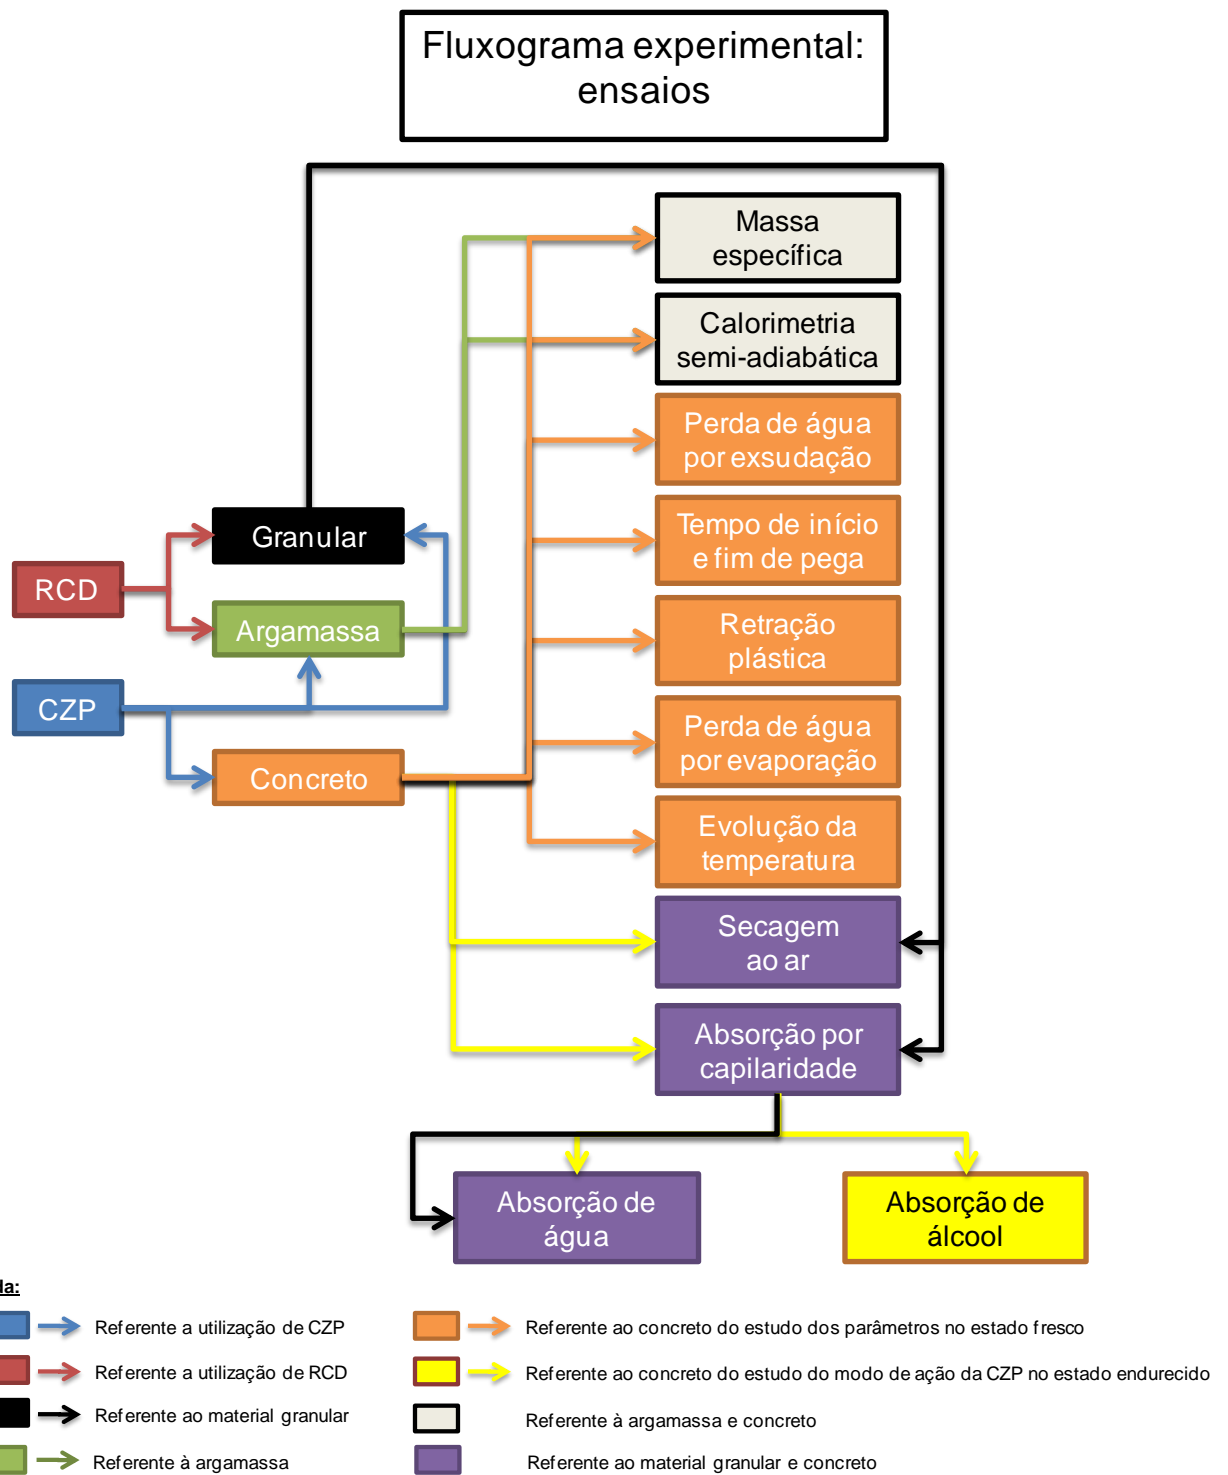 Fluxograma experimental:
ensaios
Massa
específica
Calorimetria
semi-adiabática
Perda de água
por exsudação
Tempo de início
e fim de pega
Retração
plástica
Perda de água
por evaporação
Evolução da
temperatura
Secagem
ao ar
Absorção por
capilaridade
Granular
RCD
Argamassa
CZP
Concreto
Absorção de
água
Absorção de
álcool
da:
Referente a utilização de CZP
Referente a utilização de RCD
Referente ao material granular
Referente à argamassa
Referente ao concreto do estudo dos parâmetros no estado fresco
Referente ao concreto do estudo do modo de ação da CZP no estado endurecido
Referente à argamassa e concreto
Referente ao material granular e concreto